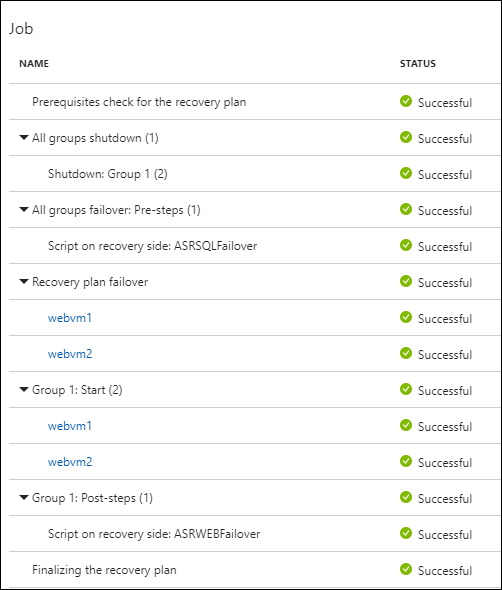 Job
NAME STATUS
Prerequisites check for the recovery plan Successful
All groups shutdown (1) Successful
Shutdown: Group 1 (2) Successful
All groups failover: Pre-steps (1) Successful
Script on recovery side: ASRSQLFailover Successful
Recovery plan failover Successful
webvm1 Successful
webvm2 Successful
Group 1: Start (2) Successful
webvm1 Successful
webvm2 Successful
Group 1: Post-steps (1) Successful
Script on recovery side: ASRWEBFailover Successful
Finalizing the recovery plan Successful